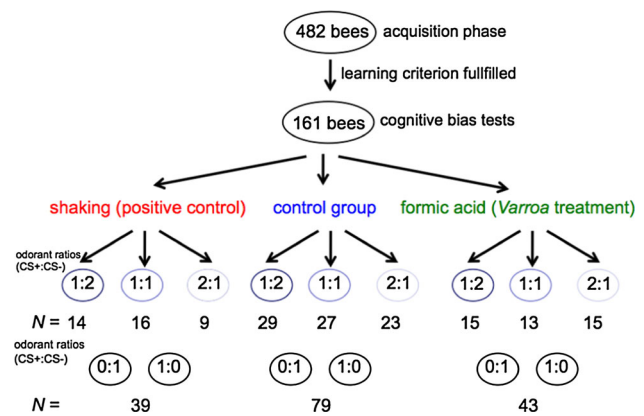 482 bees acquisition phase
learning criterion fullfilled
161 bees cognitive bias tests
shaking (positive control) control group formic acid (Varroa treatment)
odorant ratios
(CS+:CS-)
1:2 1:1 2:1 1:2 1:1 2:1 1:2 1:1 2:1
N = 14 16 9 29 27 23 15 13 15
odorant ratios
(CS+:CS-)
0:1 1:0 0:1 1:0 0:1 1:0
N = 39 79 43